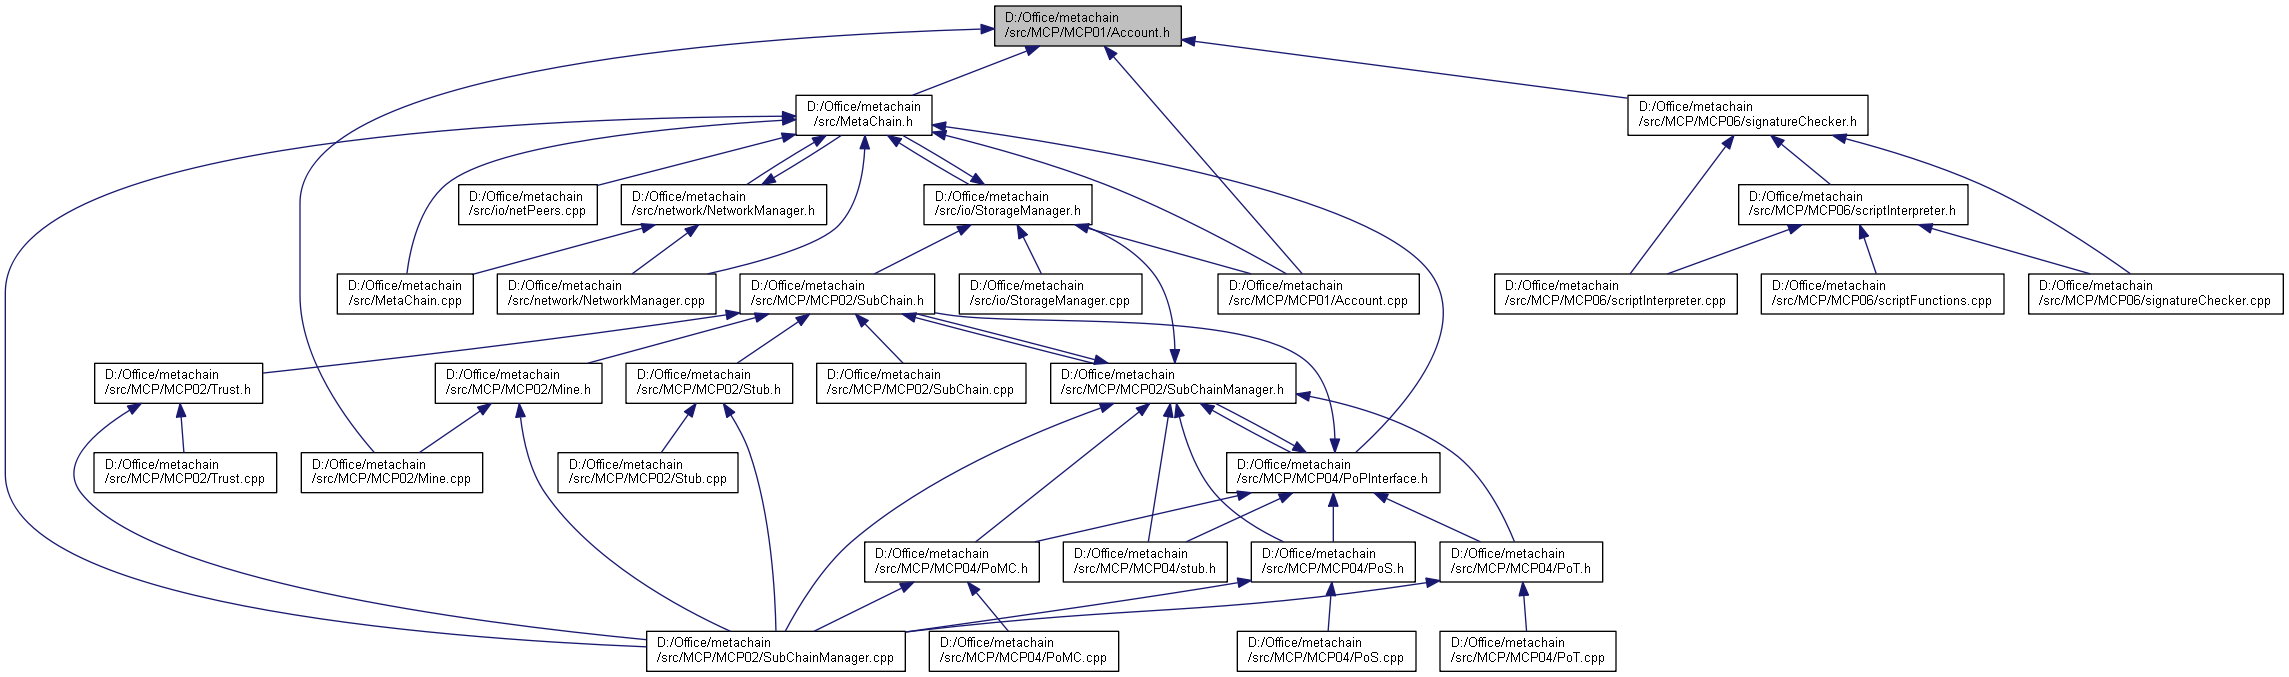 D:/Office/metachain
/src/MCP/MCP01/Account.h
D:/Office/metachain
/src/MetaChain.h
D:/Office/metachain
/src/MCP/MCP06/signatureChecker.h
D:/Office/metachain
/src/io/netPeers.cpp
D:/Office/metachain
/src/network/NetworkManager.h
D:/Office/metachain
/src/io/StorageManager.h
D:/Office/metachain
/src/MCP/MCP06/scriptInterpreter.h
D:/Office/metachain
/src/MetaChain.cpp
D:/Office/metachain
/src/network/NetworkManager.cpp
D:/Office/metachain
/src/MCP/MCP02/SubChain.h
D:/Office/metachain
/src/io/StorageManager.cpp
D:/Office/metachain
/src/MCP/MCP01/Account.cpp
D:/Office/metachain
/src/MCP/MCP06/scriptInterpreter.cpp
D:/Office/metachain
/src/MCP/MCP06/scriptFunctions.cpp
D:/Office/metachain
/src/MCP/MCP06/signatureChecker.cpp
D:/Office/metachain
/src/MCP/MCP02/Trust.h
D:/Office/metachain
/src/MCP/MCP02/Mine.h
D:/Office/metachain
/src/MCP/MCP02/Stub.h
D:/Office/metachain
/src/MCP/MCP02/SubChain.cpp
D:/Office/metachain
/src/MCP/MCP02/SubChainManager.h
D:/Office/metachain
/src/MCP/MCP02/Trust.cpp
D:/Office/metachain
/src/MCP/MCP02/Mine.cpp
D:/Office/metachain
/src/MCP/MCP02/Stub.cpp
D:/Office/metachain
/src/MCP/MCP04/PoPInterface.h
D:/Office/metachain
/src/MCP/MCP04/PoMC.h
D:/Office/metachain
/src/MCP/MCP04/stub.h
D:/Office/metachain
/src/MCP/MCP04/PoS.h
D:/Office/metachain
/src/MCP/MCP04/PoT.h
D:/Office/metachain
/src/MCP/MCP02/SubChainManager.cpp
D:/Office/metachain
/src/MCP/MCP04/PoMC.cpp
D:/Office/metachain
/src/MCP/MCP04/PoS.cpp
D:/Office/metachain
/src/MCP/MCP04/PoT.cpp